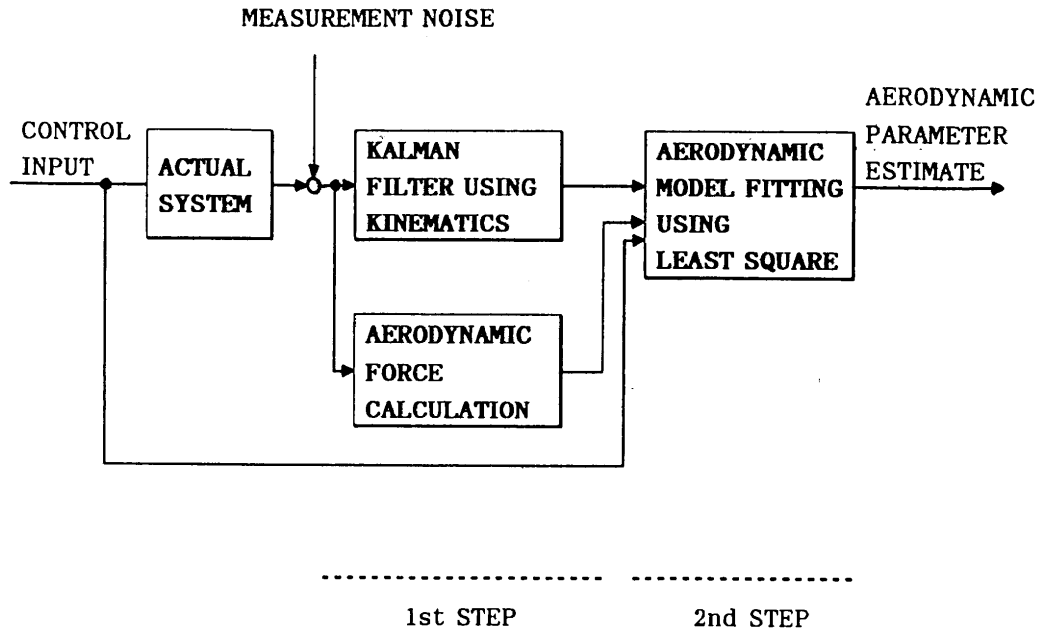 MEASUREMENT NOISE
CONTROL
INPUT
ACTUAL
SYSTEM
KALMAN
FILTER USING
KINEMATICS
AERODYNAMIC
MODEL FITTING
USING
LEAST SQUARE
AERODYNAMIC
PARAMETER
ESTIMATE
AERODYNAMIC
FORCE
CALCULATION
1st STEP
2nd STEP